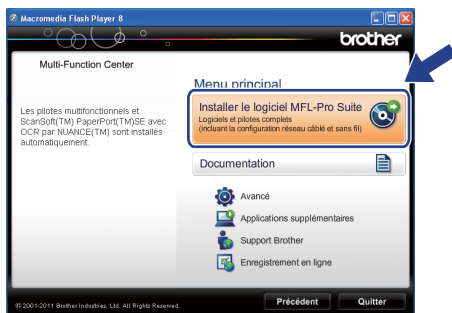 Macromedia Flash Player 8
brother
Multi-Function Center
Menu principal
Les pilotes multifonctionnels et
ScanSoft(TM) PaperPort(TM)SE avec
OCR par NUANCE(TM) sont installés
automatiquement.
Installer le logiciel MFL-Pro Suite
Logiciels et pilotes complets
(incluant la configuration réseau câblé et sans fil)
Documentation
Avancé
Applications supplémentaires
Support Brother
Enregistrement en ligne
© 2001-2011 Brother Industries, Ltd. All Rights Reserved.
Précédent
Quitter